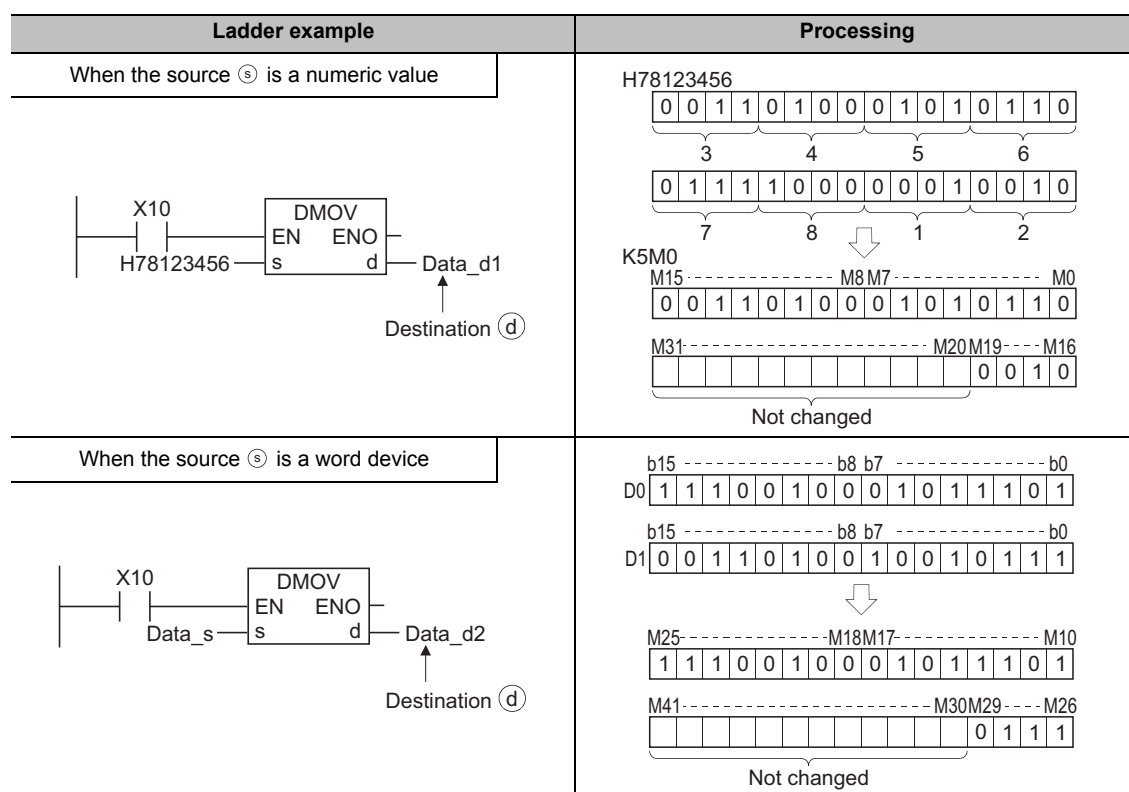 Ladder example
Processing
When the source ⓢ is a numeric value
X10
DMOV
EN ENO
H78123456 s d Data_d1
Destination ⓓ
H78123456
0 0 1 1 0 1 0 0 0 1 0 1 0 1 1 0
3 4 5 6
0 1 1 1 1 0 0 0 0 0 0 1 0 0 1 0
7 8 1 2
K5M0
M15 M8 M7 M0
0 0 1 1 0 1 0 0 0 1 0 1 0 1 1 0
M31 M20 M19 M16
0 0 1 0
Not changed
When the source ⓢ is a word device
X10
DMOV
EN ENO
Data_s s d Data_d2
Destination ⓓ
b15 b8 b7 b0
D0 1 1 1 0 0 1 0 0 0 1 0 1 1 1 0 1
b15 b8 b7 b0
D1 0 0 1 1 0 1 0 0 1 0 0 1 0 1 1 1
M25 M18 M17 M10
1 1 1 0 0 1 0 0 0 1 0 1 1 1 0 1
M41 M30 M29 M26
0 1 1 1
Not changed